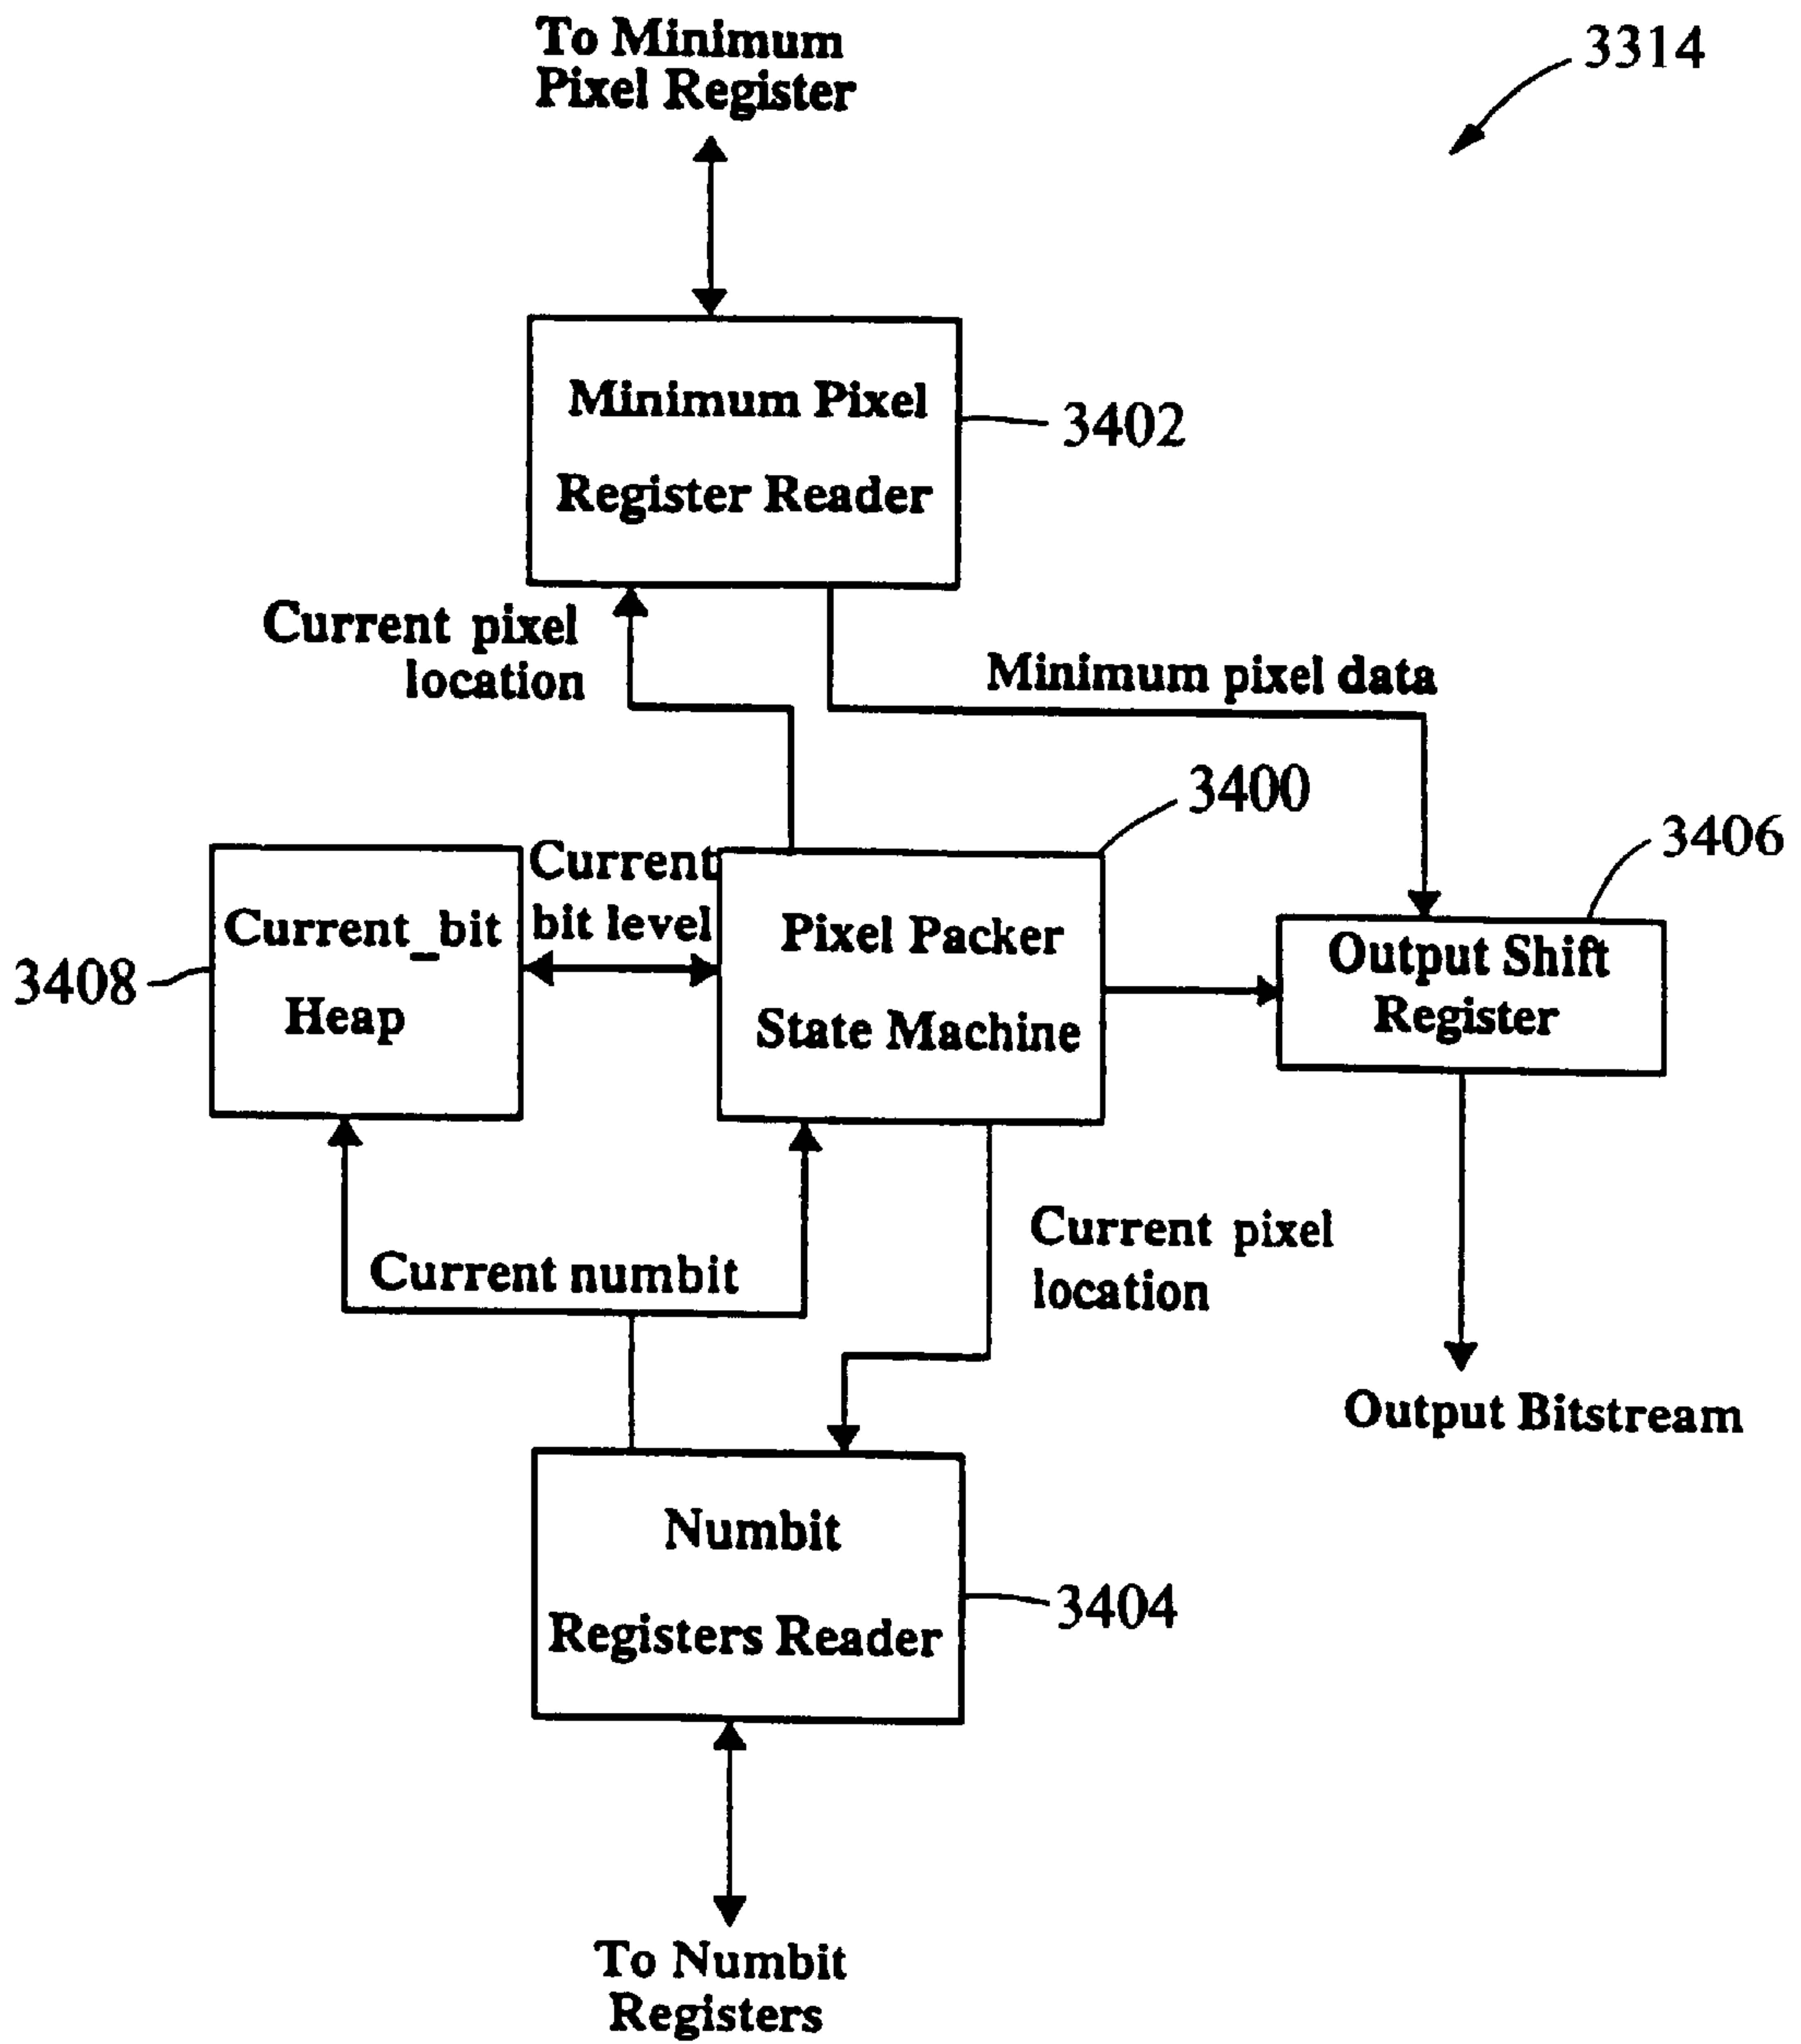 To Minimum
Pixel Register
3314
Minimum Pixel
Register Reader
3402
Current pixel
location
Minimum pixel data
3400
3406
Current_bit
Heap
3408
Current
bit level
Pixel Packer
State Machine
Output Shift
Register
Current numbit
Current pixel
location
Output Bitstream
Numbit
Registers Reader
3404
To Numbit
Registers